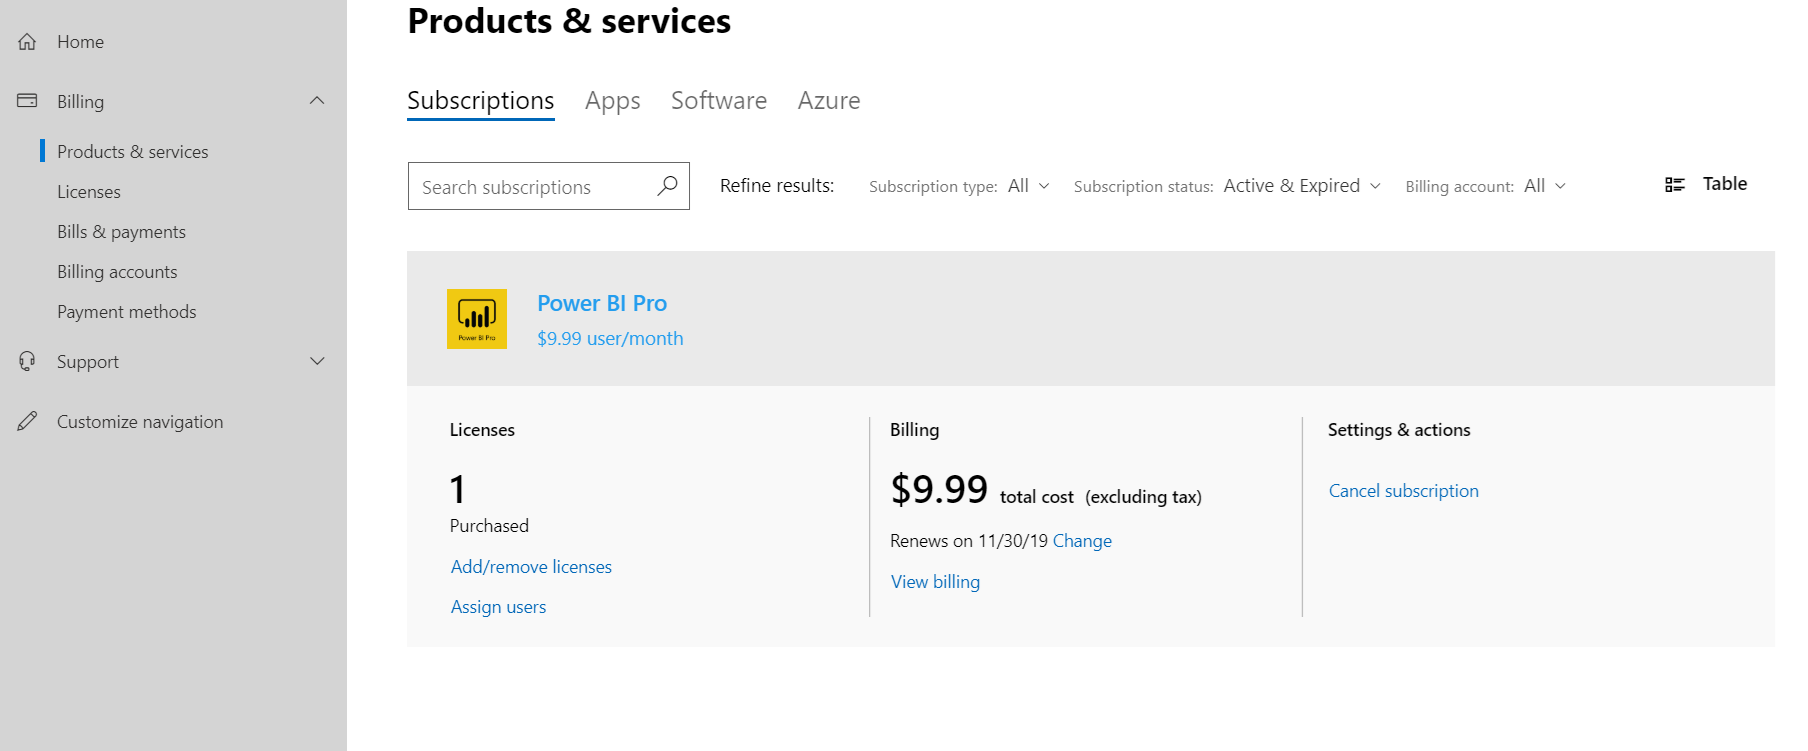 Home
Billing
Products & services
Licenses
Bills & payments
Billing accounts
Payment methods
Support
Customize navigation
Products & services
Subscriptions Apps Software Azure
Search subscriptions Refine results: Subscription type: All Subscription status: Active & Expired Billing account: All Table
Power BI Pro
Power BI Pro
$9.99 user/month
Licenses
1
Purchased
Add/remove licenses
Assign users
Billing
$9.99 total cost (excluding tax)
Renews on 11/30/19 Change
View billing
Settings & actions
Cancel subscription